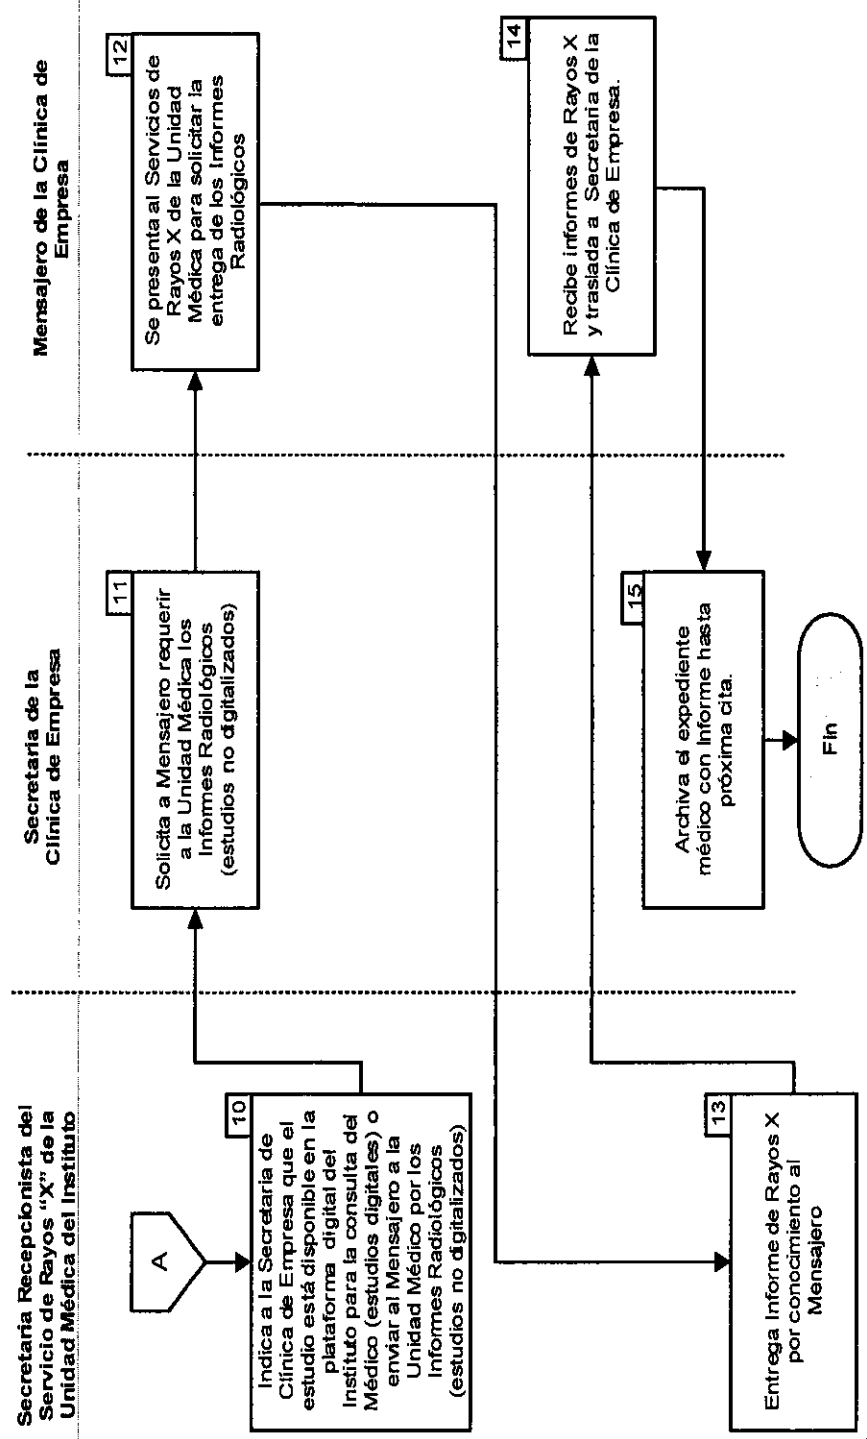 Secretaria Recepcionista del
Servicio de Rayos “X” de la
Unidad Médica del Instituto
Secretaria de la
Clínica de Empresa
Mensajero de la Clínica de
Empresa
A
10
Indica a la Secretaria de
Clínica de Empresa que el
estudio está disponible en la
plataforma digital del
Instituto para la consulta del
Médico (estudios digitales) o
enviar al Mensajero a la
Unidad Médico por los
Informes Radiológicos
(estudios no digitalizados)
11
Solicita a Mensajero requerir
a la Unidad Médica los
Informes Radiológicos
(estudios no digitalizados)
12
Se presenta al Servicios de
Rayos X de la Unidad
Médica para solicitar la
entrega de los Informes
Radiológicos
13
Entrega Informe de Rayos X
por conocimiento al
Mensajero
14
Recibe informes de Rayos X
y traslada a Secretaria de la
Clínica de Empresa.
15
Archiva el expediente
médico con Informe hasta
próxima cita.
Fin